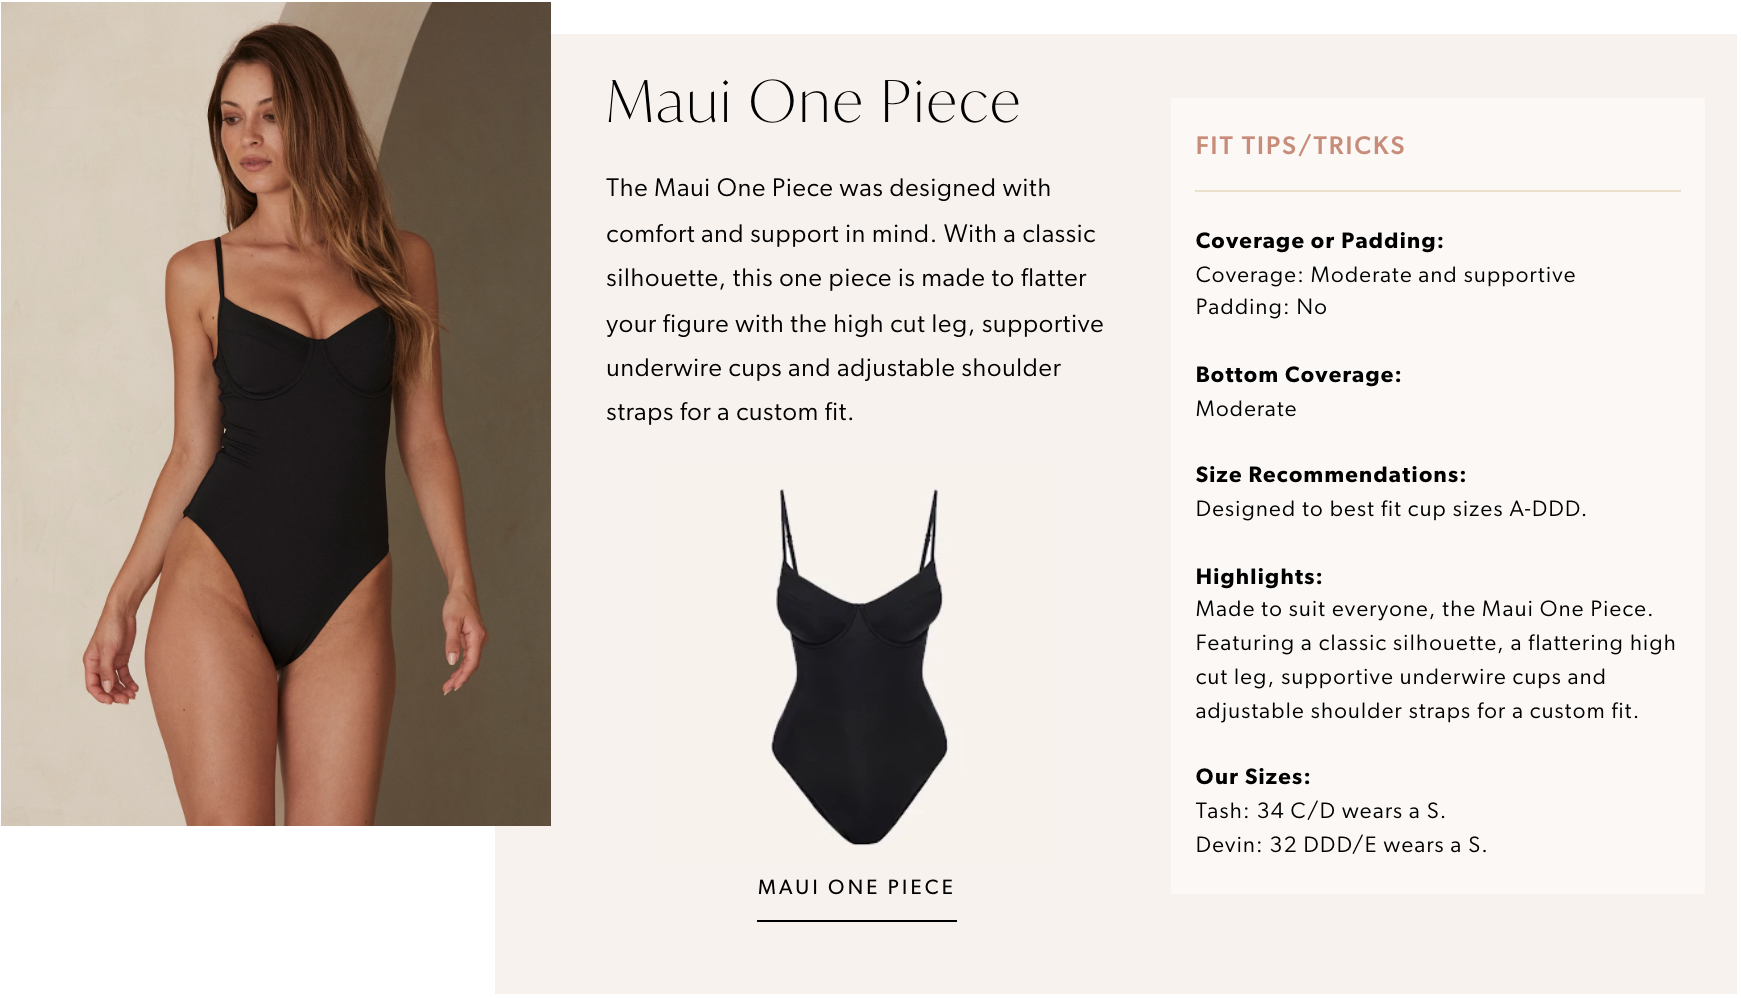 Maui One Piece
The Maui One Piece was designed with
comfort and support in mind. With a classic
silhouette, this one piece is made to flatter
your figure with the high cut leg, supportive
underwire cups and adjustable shoulder
straps for a custom fit.
MAUI ONE PIECE
FIT TIPS/TRICKS
Coverage or Padding:
Coverage: Moderate and supportive
Padding: No
Bottom Coverage:
Moderate
Size Recommendations:
Designed to best fit cup sizes A-DDD.
Highlights:
Made to suit everyone, the Maui One Piece.
Featuring a classic silhouette, a flattering high
cut leg, supportive underwire cups and
adjustable shoulder straps for a custom fit.
Our Sizes:
Tash: 34 C/D wears a S.
Devin: 32 DDD/E wears a S.